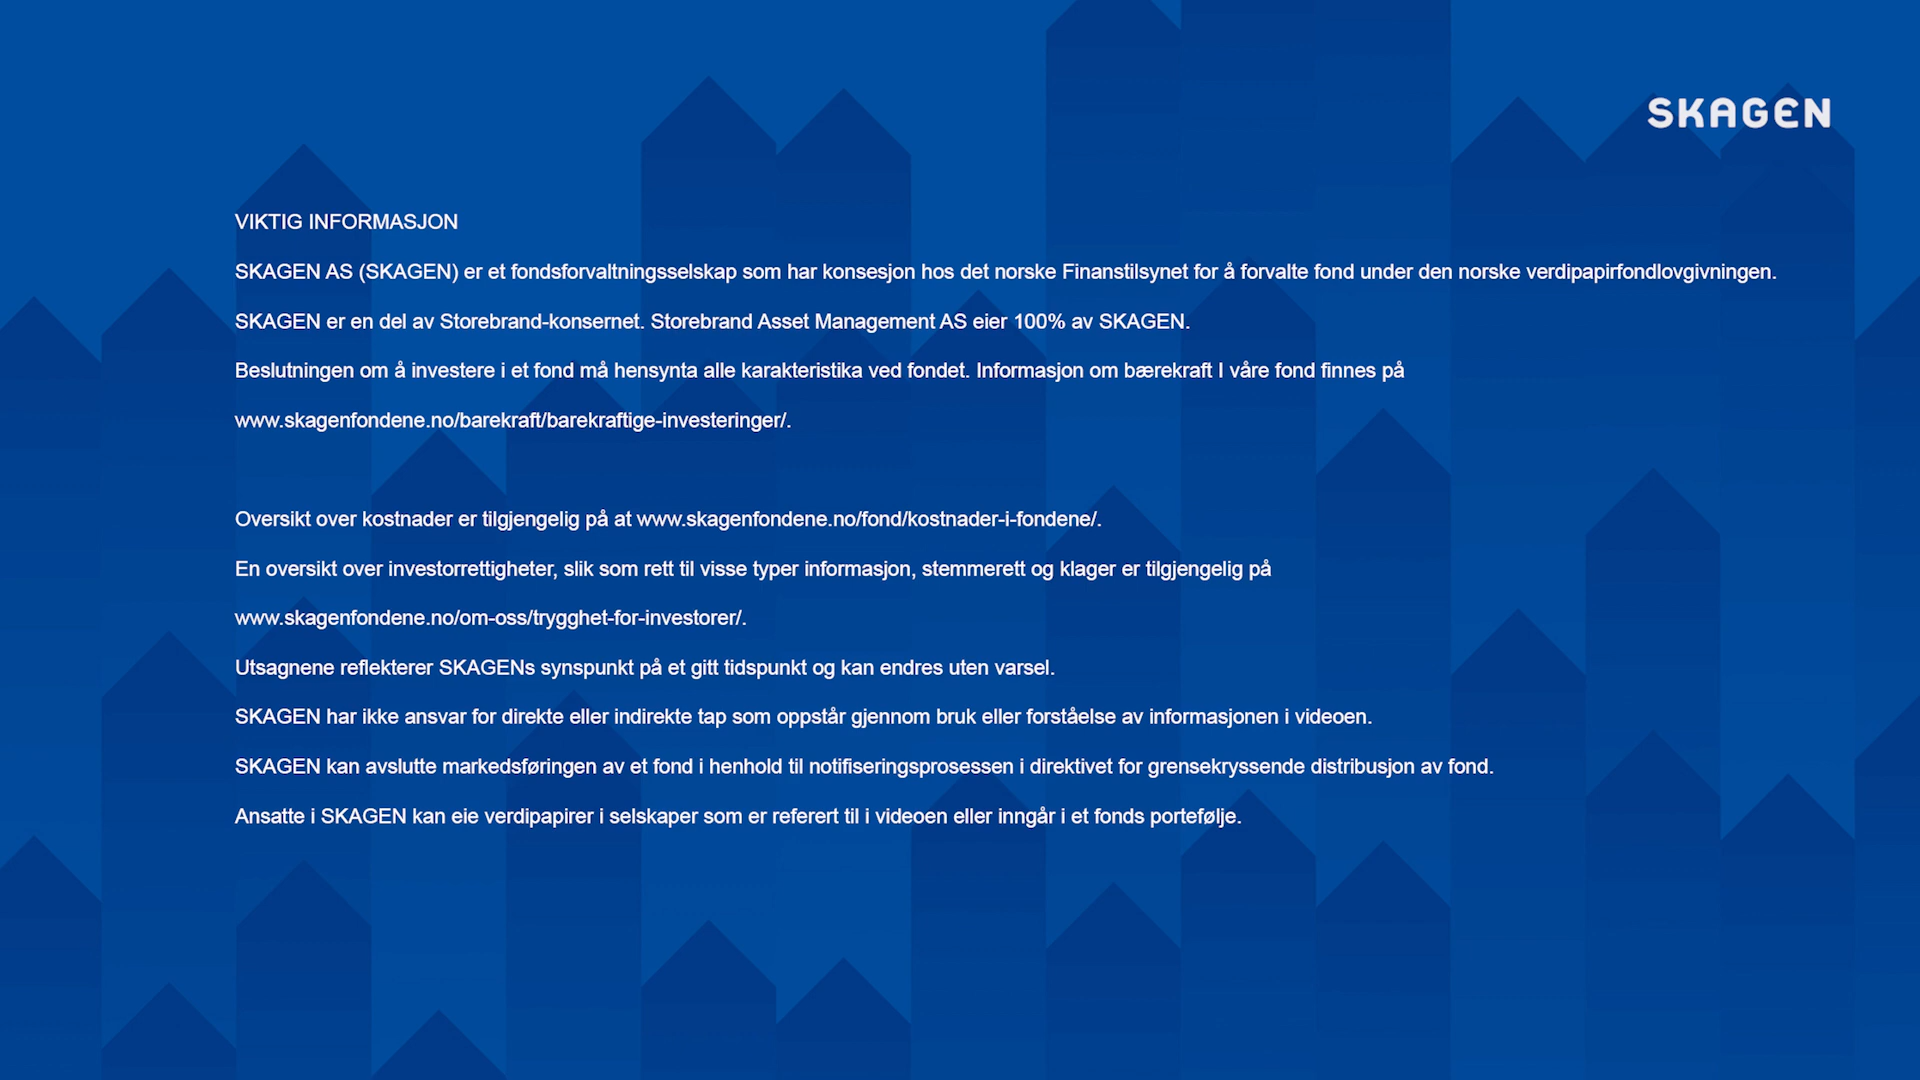 SKAGEN
VIKTIG INFORMASJON
SKAGEN AS (SKAGEN) er et fondsforvaltningsselskap som har konsesjon hos det norske Finanstilsynet for å forvalte fond under den norske verdipapirfondlovgivningen.
SKAGEN er en del av Storebrand-konsernet. Storebrand Asset Management AS eier 100% av SKAGEN.
Beslutningen om å investere i et fond må hensynta alle karakteristika ved fondet. Informasjon om bærekraft I våre fond finnes på
www.skagenfondene.no/barekraft/barekraftige-investeringer/.
Oversikt over kostnader er tilgjengelig på at www.skagenfondene.no/fond/kostnader-i-fondene/.
En oversikt over investorrettigheter, slik som rett til visse typer informasjon, stemmerett og klager er tilgjengelig på
www.skagenfondene.no/om-oss/trygghet-for-investorer/.
Utsagnene reflekterer SKAGENs synspunkt på et gitt tidspunkt og kan endres uten varsel.
SKAGEN har ikke ansvar for direkte eller indirekte tap som oppstår gjennom bruk eller forståelse av informasjonen i videoen.
SKAGEN kan avslutte markedsføringen av et fond i henhold til notifiseringsprosessen i direktivet for grensekryssende distribusjon av fond.
Ansatte i SKAGEN kan eie verdipapirer i selskaper som er referert til i videoen eller inngår i et fonds portefølje.